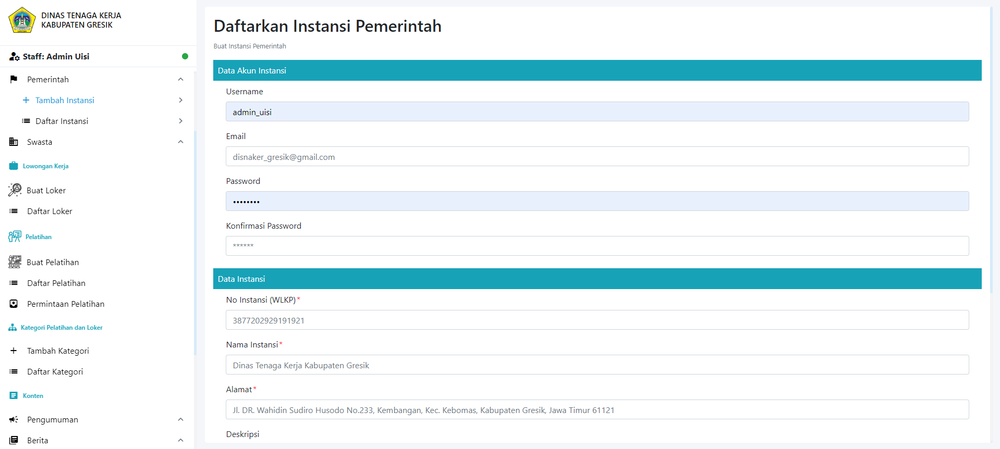 DINAS TENAGA KERJA
KABUPATEN GRESIK
Staff: Admin Uisi
Pemerintah
Tambah Instansi
Daftar Instansi
Swasta
Lowongan Kerja
Buat Loker
Daftar Loker
Pelatihan
Buat Pelatihan
Daftar Pelatihan
Permintaan Pelatihan
Kategori Pelatihan dan Loker
Tambah Kategori
Daftar Kategori
Konten
Pengumuman
Berita
Daftarkan Instansi Pemerintah
Buat Instansi Pemerintah
Data Akun Instansi
Username
admin_uisi
Email
disnaker_gresik@gmail.com
Password
••••••••
Konfirmasi Password
******
Data Instansi
No Instansi (WLKP)*
3877202929191921
Nama Instansi*
Dinas Tenaga Kerja Kabupaten Gresik
Alamat*
Jl. DR. Wahidin Sudiro Husodo No.233, Kembangan, Kec. Kebomas, Kabupaten Gresik, Jawa Timur 61121
Deskripsi